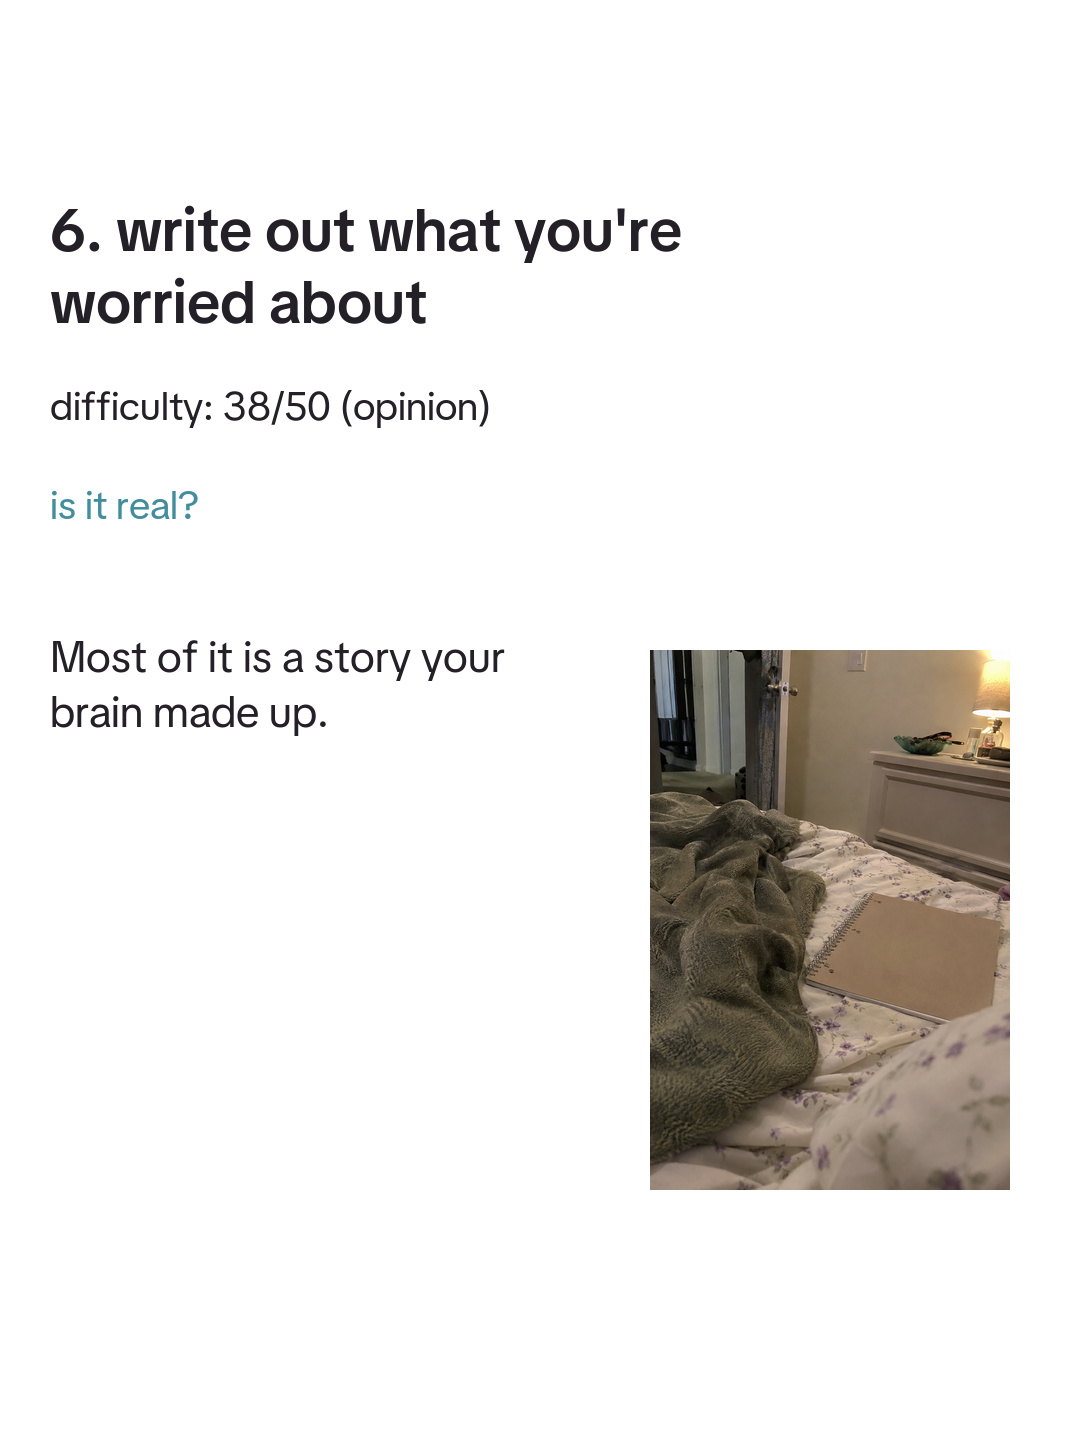 6. write out what you're
worried about
difficulty: 38/50 (opinion)
is it real?
Most of it is a story your
brain made up.